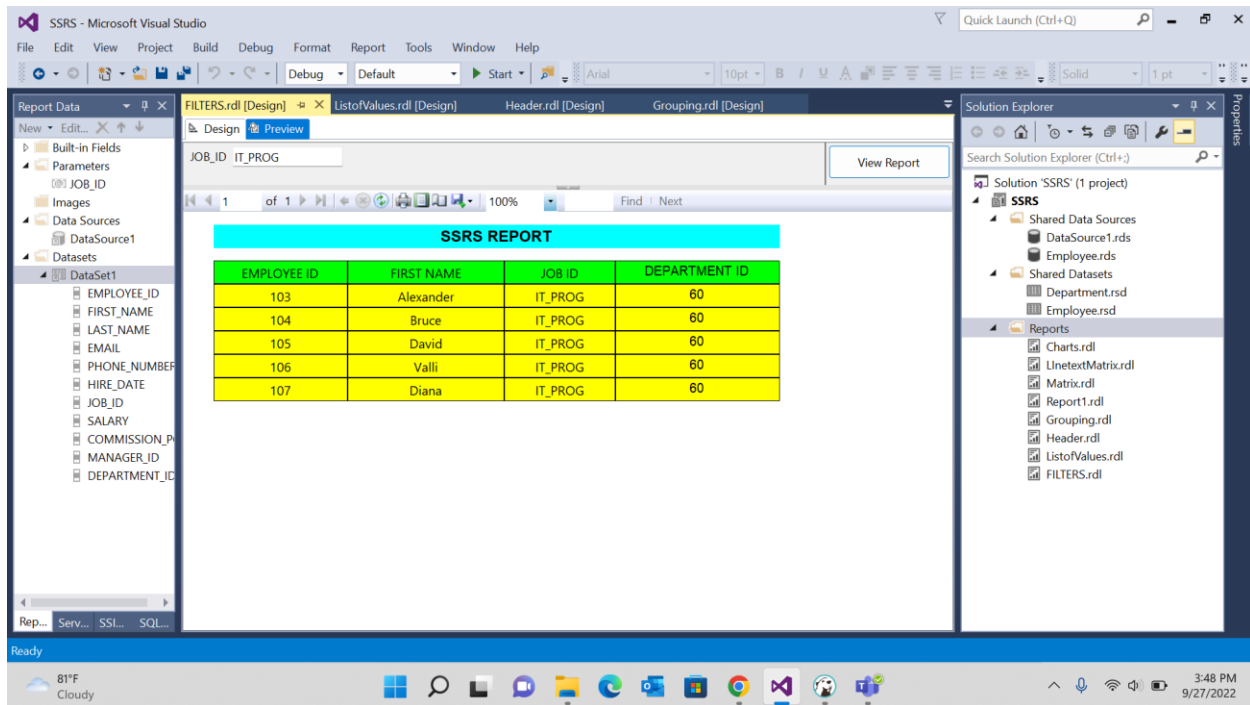 SSRS - Microsoft Visual Studio
Quick Launch (Ctrl+Q)
File Edit View Project Build Debug Format Report Tools Window Help
Debug Default Start Arial 10pt B I U A Solid 1 pt
Report Data
New Edit...
Built-in Fields
Parameters
JOB_ID
Images
Data Sources
DataSource1
Datasets
DataSet1
EMPLOYEE_ID
FIRST_NAME
LAST_NAME
EMAIL
PHONE_NUMBER
HIRE_DATE
JOB_ID
SALARY
COMMISSION_P
MANAGER_ID
DEPARTMENT_ID
Rep... Serv... SSI... SQL...
FILTERS.rdl [Design] ListofValues.rdl [Design] Header.rdl [Design] Grouping.rdl [Design]
Design Preview
JOB_ID IT_PROG
View Report
1 of 1 100% Find Next
SSRS REPORT
EMPLOYEE ID FIRST NAME JOB ID DEPARTMENT ID
103 Alexander IT_PROG 60
104 Bruce IT_PROG 60
105 David IT_PROG 60
106 Valli IT_PROG 60
107 Diana IT_PROG 60
Solution Explorer
Search Solution Explorer (Ctrl+;)
Solution 'SSRS' (1 project)
SSRS
Shared Data Sources
DataSource1.rds
Employee.rds
Shared Datasets
Department.rsd
Employee.rsd
Reports
Charts.rdl
LInetextMatrix.rdl
Matrix.rdl
Report1.rdl
Grouping.rdl
Header.rdl
ListofValues.rdl
FILTERS.rdl
Properties
Ready
81°F
Cloudy
3:48 PM
9/27/2022